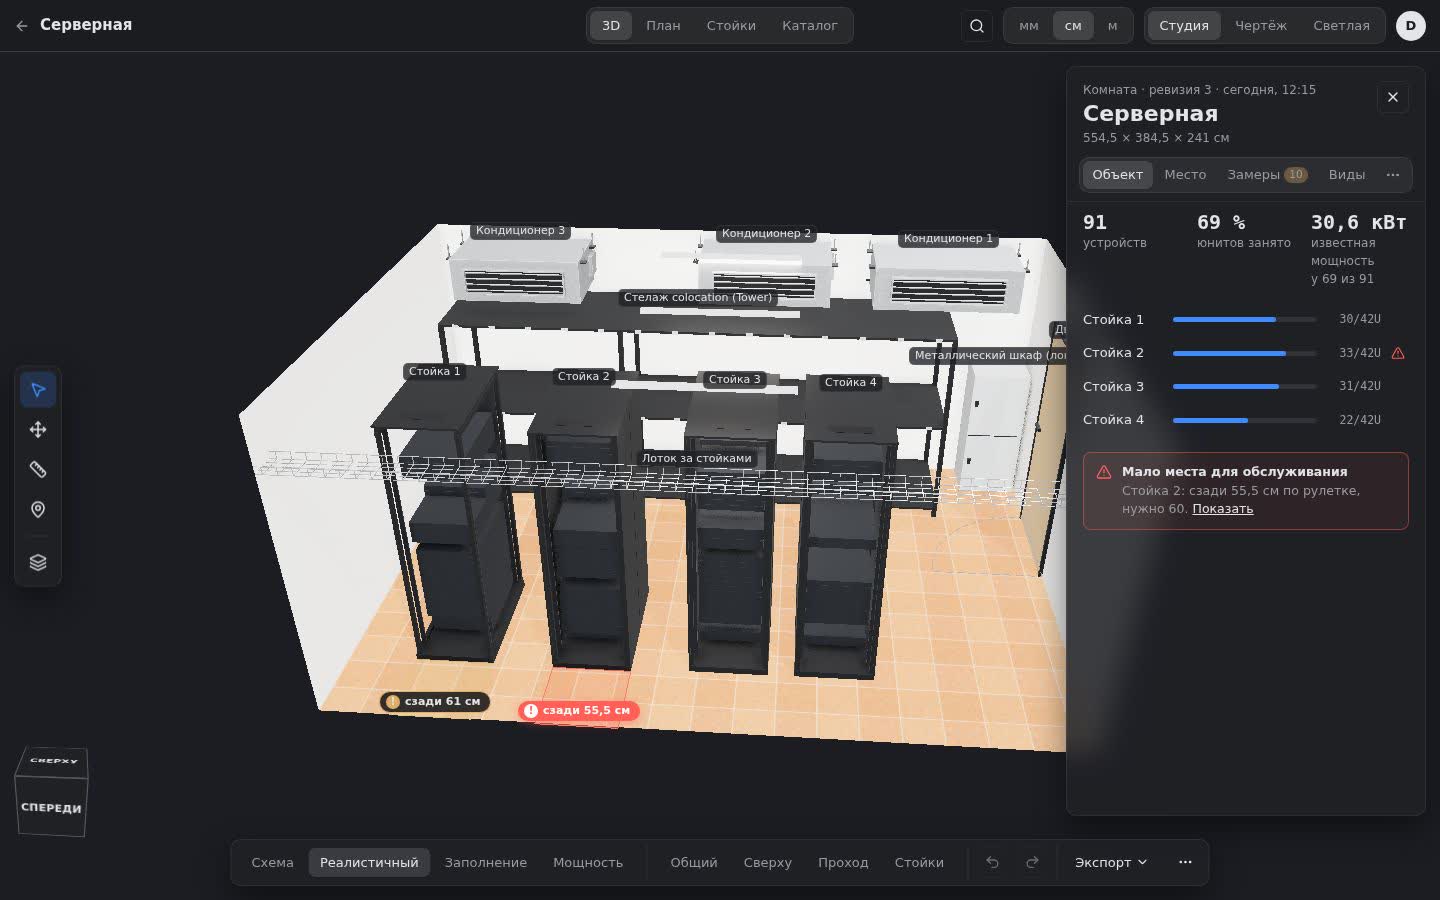 Серверная
3D План Стойки Каталог
мм см м
Студия Чертёж Светлая
D
Комната · ревизия 3 · сегодня, 12:15
Серверная
554,5 × 384,5 × 241 см
Объект Место Замеры 10 Виды
91
устройств
69 %
юнитов занято
30,6 кВт
известная
мощность
у 69 из 91
Стойка 1 30/42U
Стойка 2 33/42U
Стойка 3 31/42U
Стойка 4 22/42U
Мало места для обслуживания
Стойка 2: сзади 55,5 см по рулетке,
нужно 60. Показать
Кондиционер 3
Кондиционер 2
Кондиционер 1
Стелаж colocation (Tower)
Металлический шкаф
Стойка 1
Стойка 2
Стойка 3
Стойка 4
Лоток за стойками
сзади 61 см
сзади 55,5 см
СВЕРХУ
СПЕРЕДИ
Схема Реалистичный Заполнение Мощность Общий Сверху Проход Стойки Экспорт